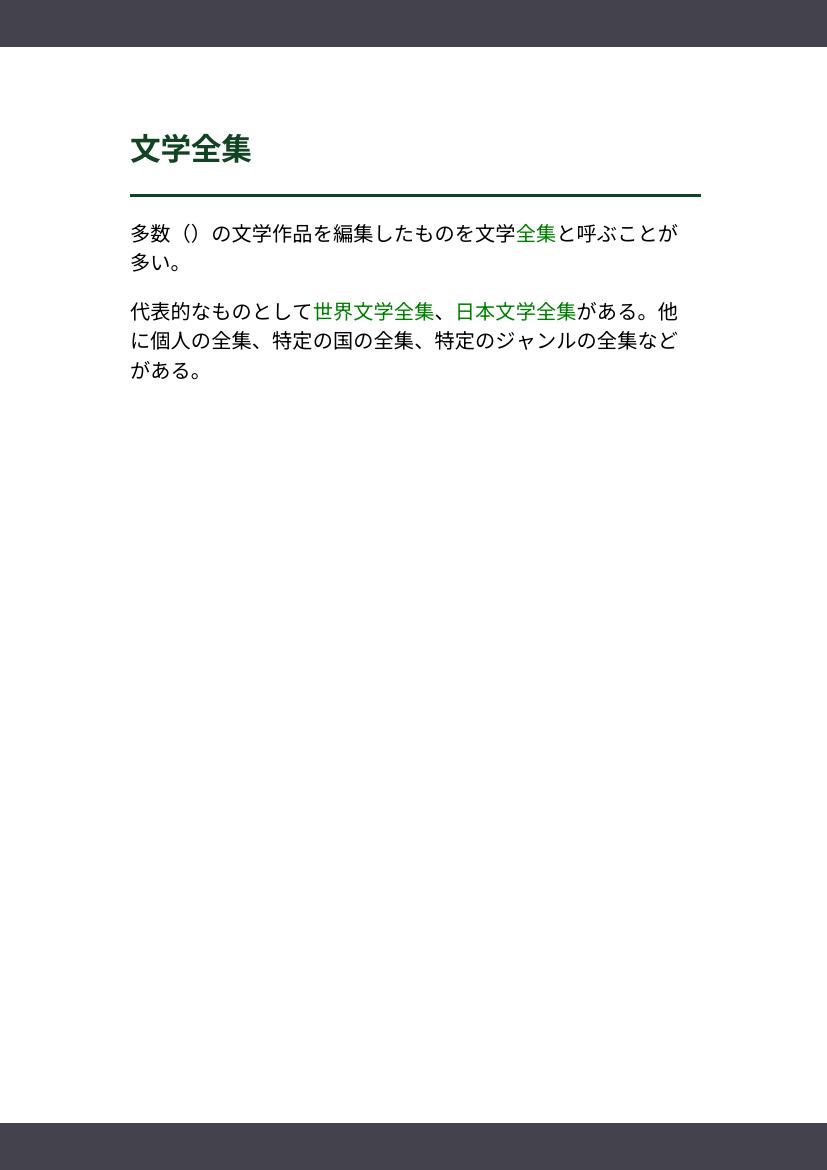 文学全集
多数（）の文学作品を編集したものを文学全集と呼ぶことが
多い。
代表的なものとして世界文学全集、日本文学全集がある。他
に個人の全集、特定の国の全集、特定のジャンルの全集など
がある。